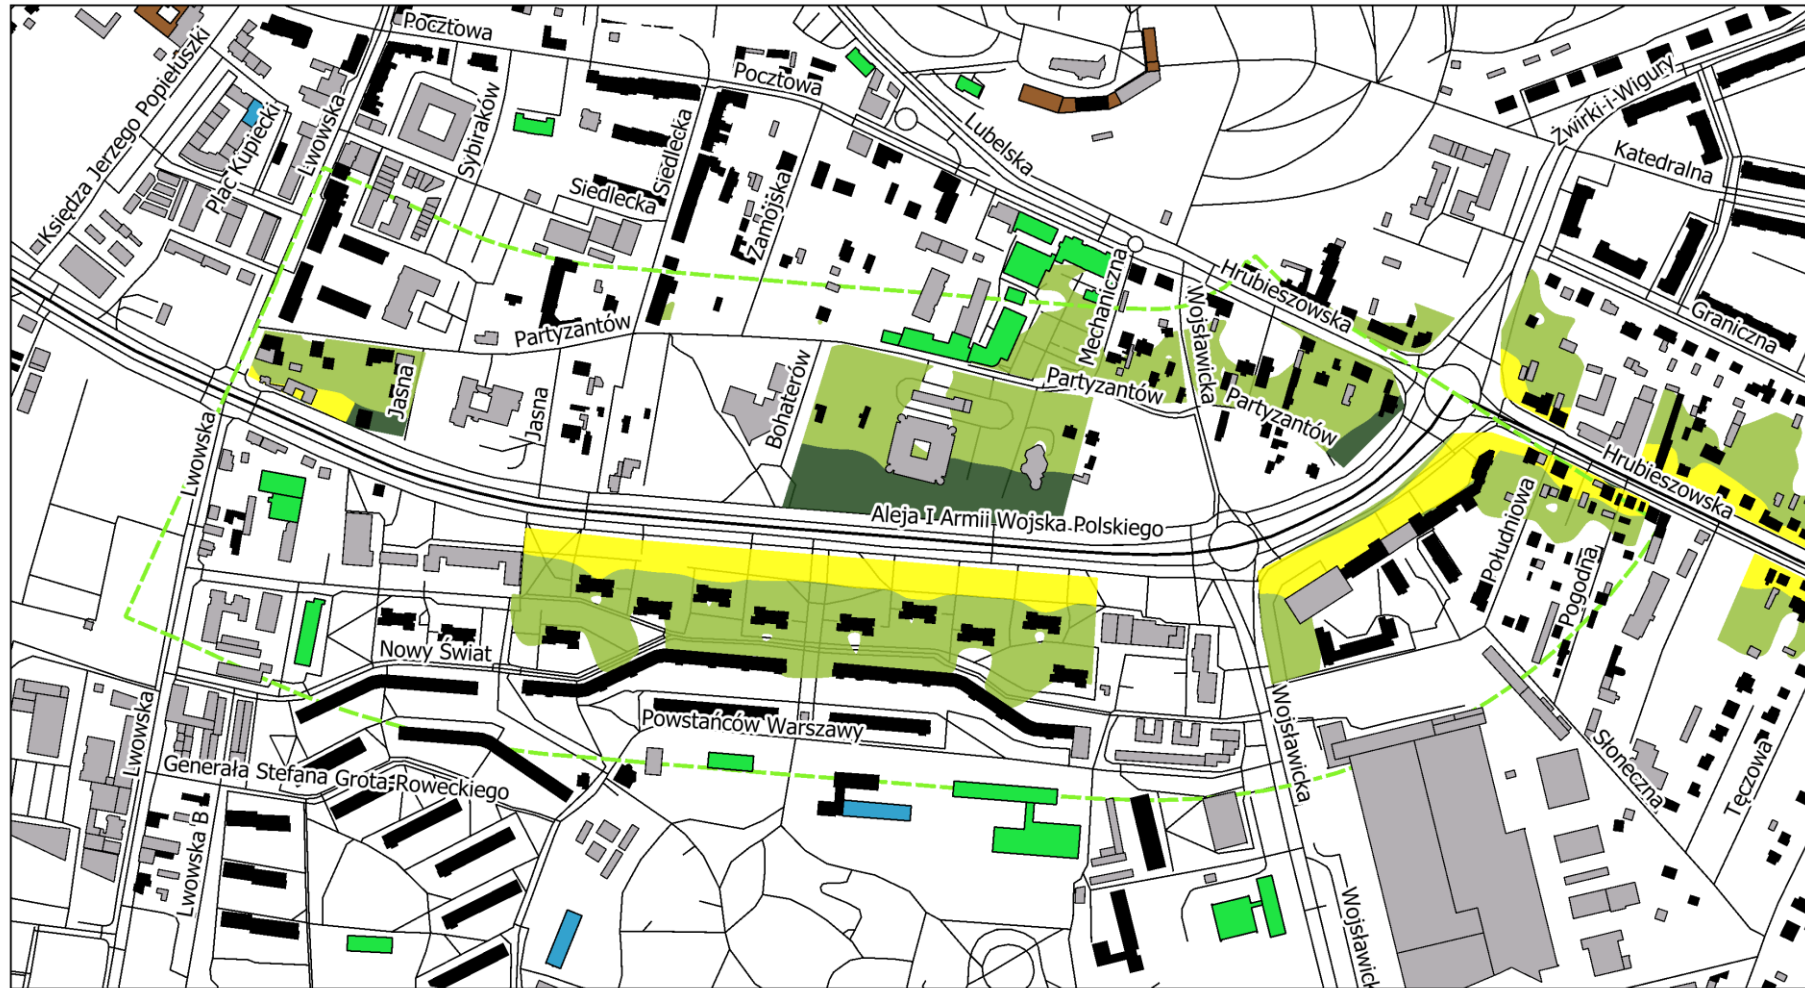 Pocztowa
Księdza Jerzego Popiełuszki
Plac Kupiecki
Lwowska
Sybiraków
Siedlecka
Siedlecka
Pocztowa
Zamojska
Lubelska
Żwirki-i-Wigury
Katedralna
Graniczna
Hrubieszowska
Mechaniczna
Wojsławicka
Partyzantów
Partyzantów
Partyzantów
Jasna
Jasna
Bohaterów
Lwowska
Aleja I Armii Wojska Polskiego
Hrubieszowska
Południowa
Pogodna
Nowy Świat
Powstańców Warszawy
Lwowska
Generała Stefana Grota-Roweckiego
Lwowska B
Wojsławicka
Słoneczna
Tęczowa
Wojsławick